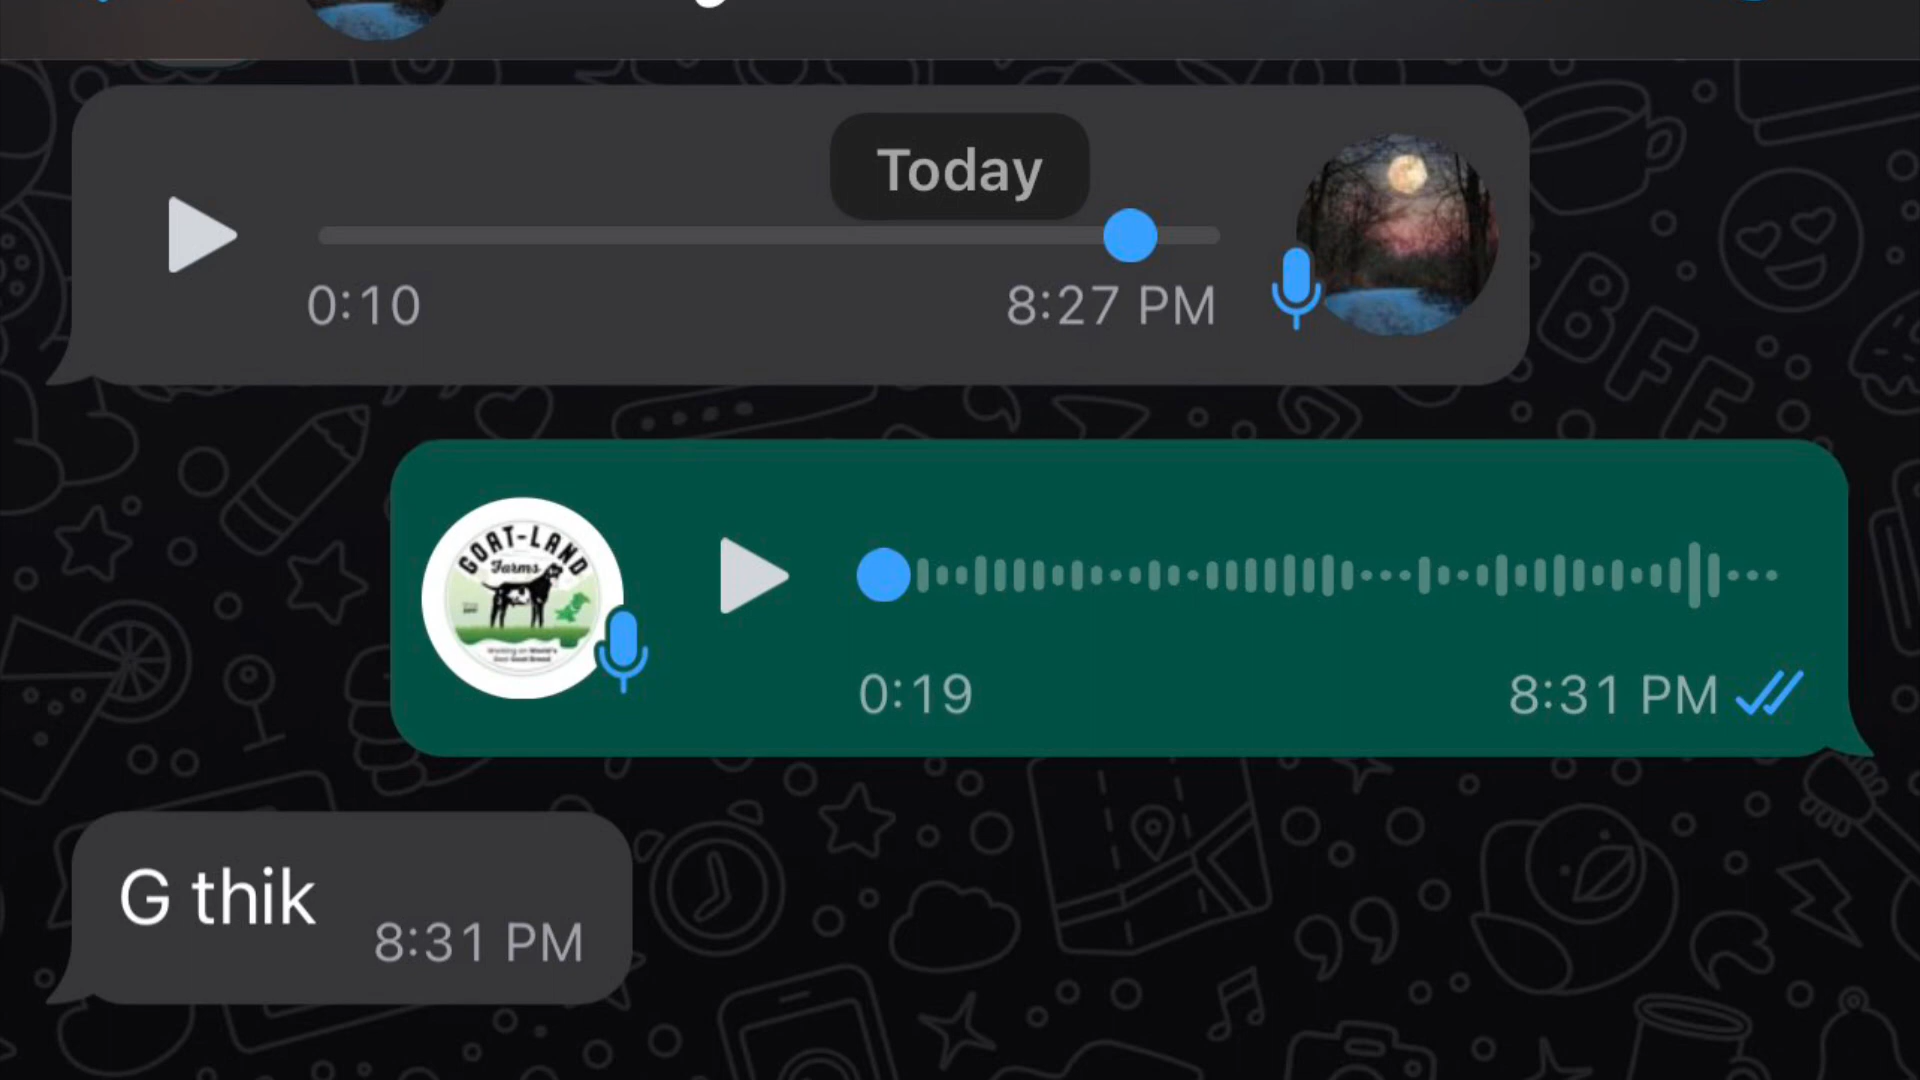 Today
0:10
8:27 PM
GOAT-LAND
Farms
0:19
8:31 PM
G thik
8:31 PM